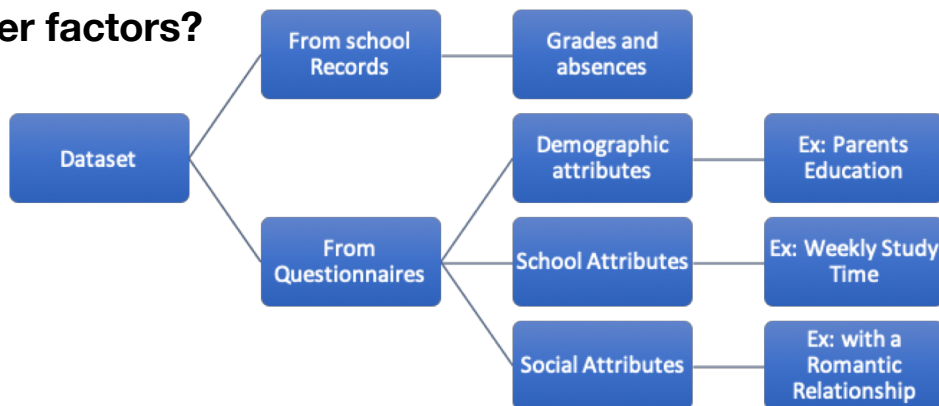 er factors?
From school
Records
Grades and
absences
Dataset
Demographic
attributes
Ex: Parents
Education
From
Questionnaires
School Attributes
Ex: Weekly Study
Time
Social Attributes
Ex: with a
Romantic
Relationship